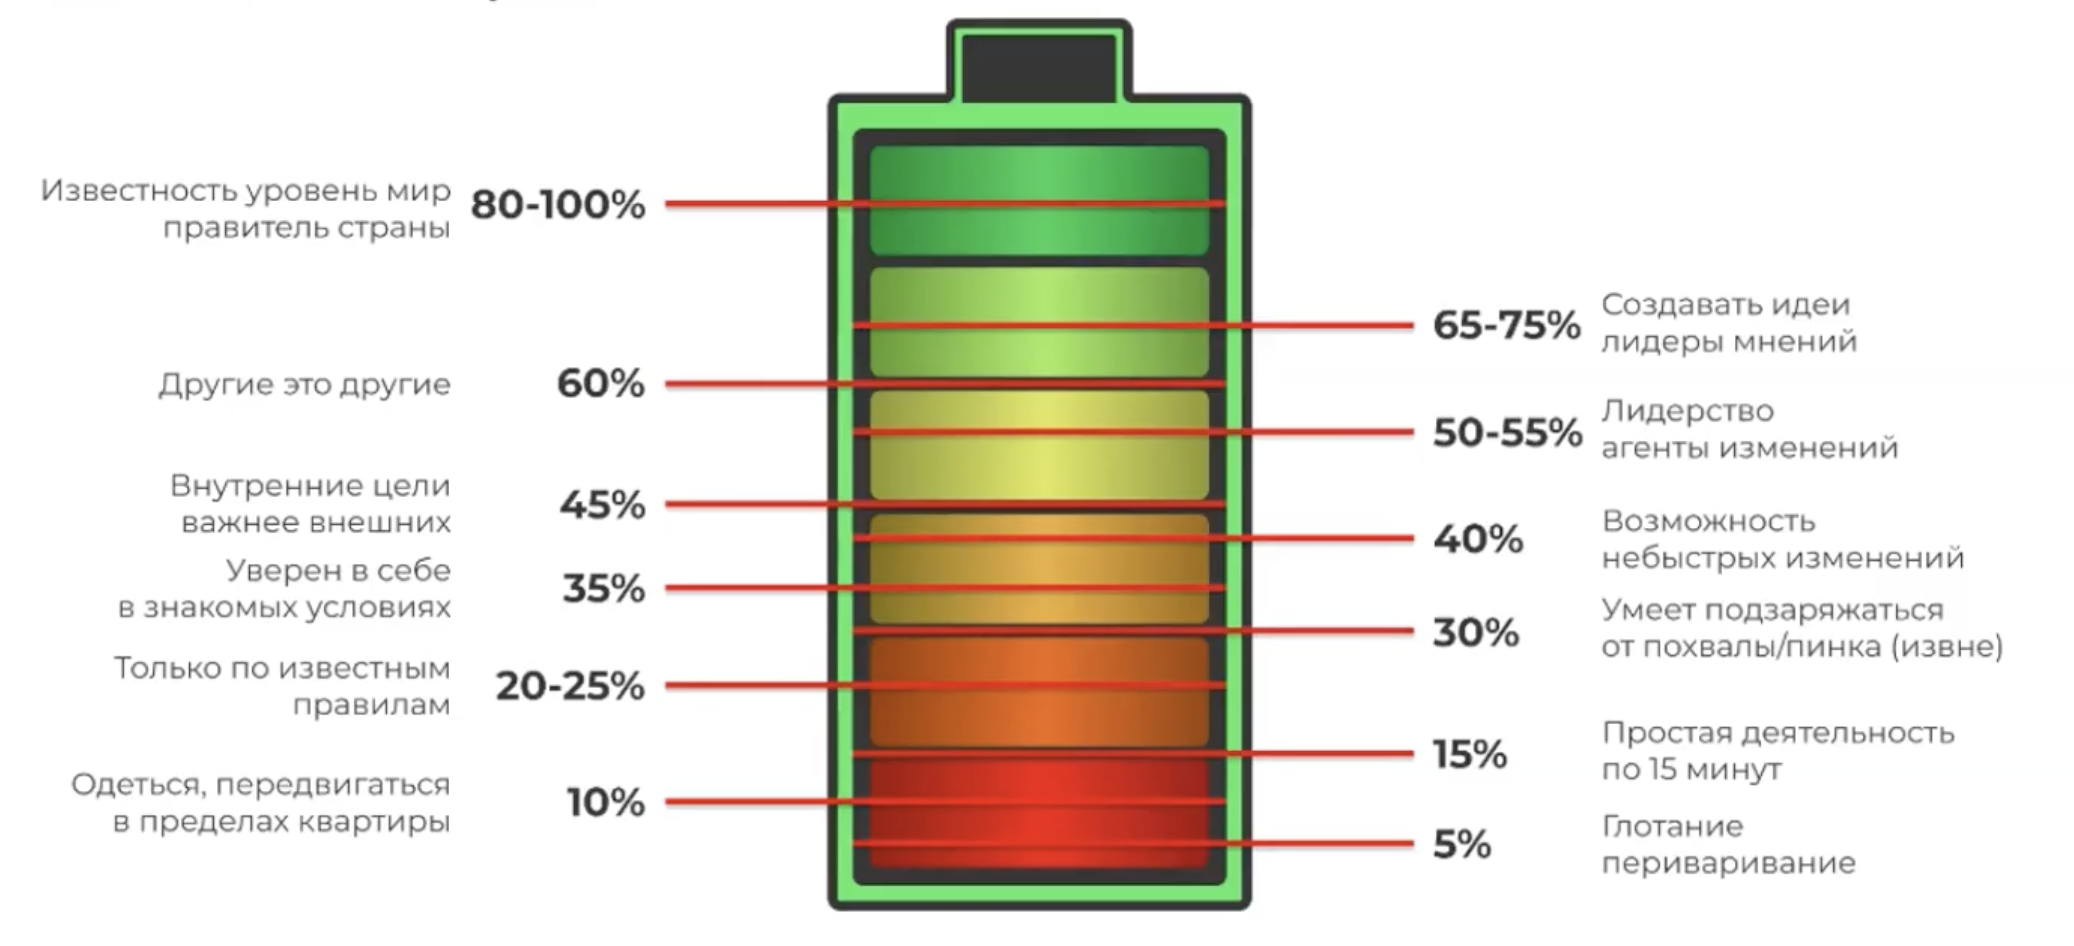 Известность уровень мир
правитель страны
80-100%
65-75%
Создавать идеи
лидеры мнений
Другие это другие
60%
50-55%
Лидерство
агенты изменений
Внутренние цели
важнее внешних
45%
40%
Возможность
небыстрых изменений
Уверен в себе
в знакомых условиях
35%
30%
Умеет подзаряжаться
от похвалы/пинка (извне)
Только по известным
правилам
20-25%
15%
Простая деятельность
по 15 минут
Одеться, передвигаться
в пределах квартиры
10%
5%
Глотание
периваривание